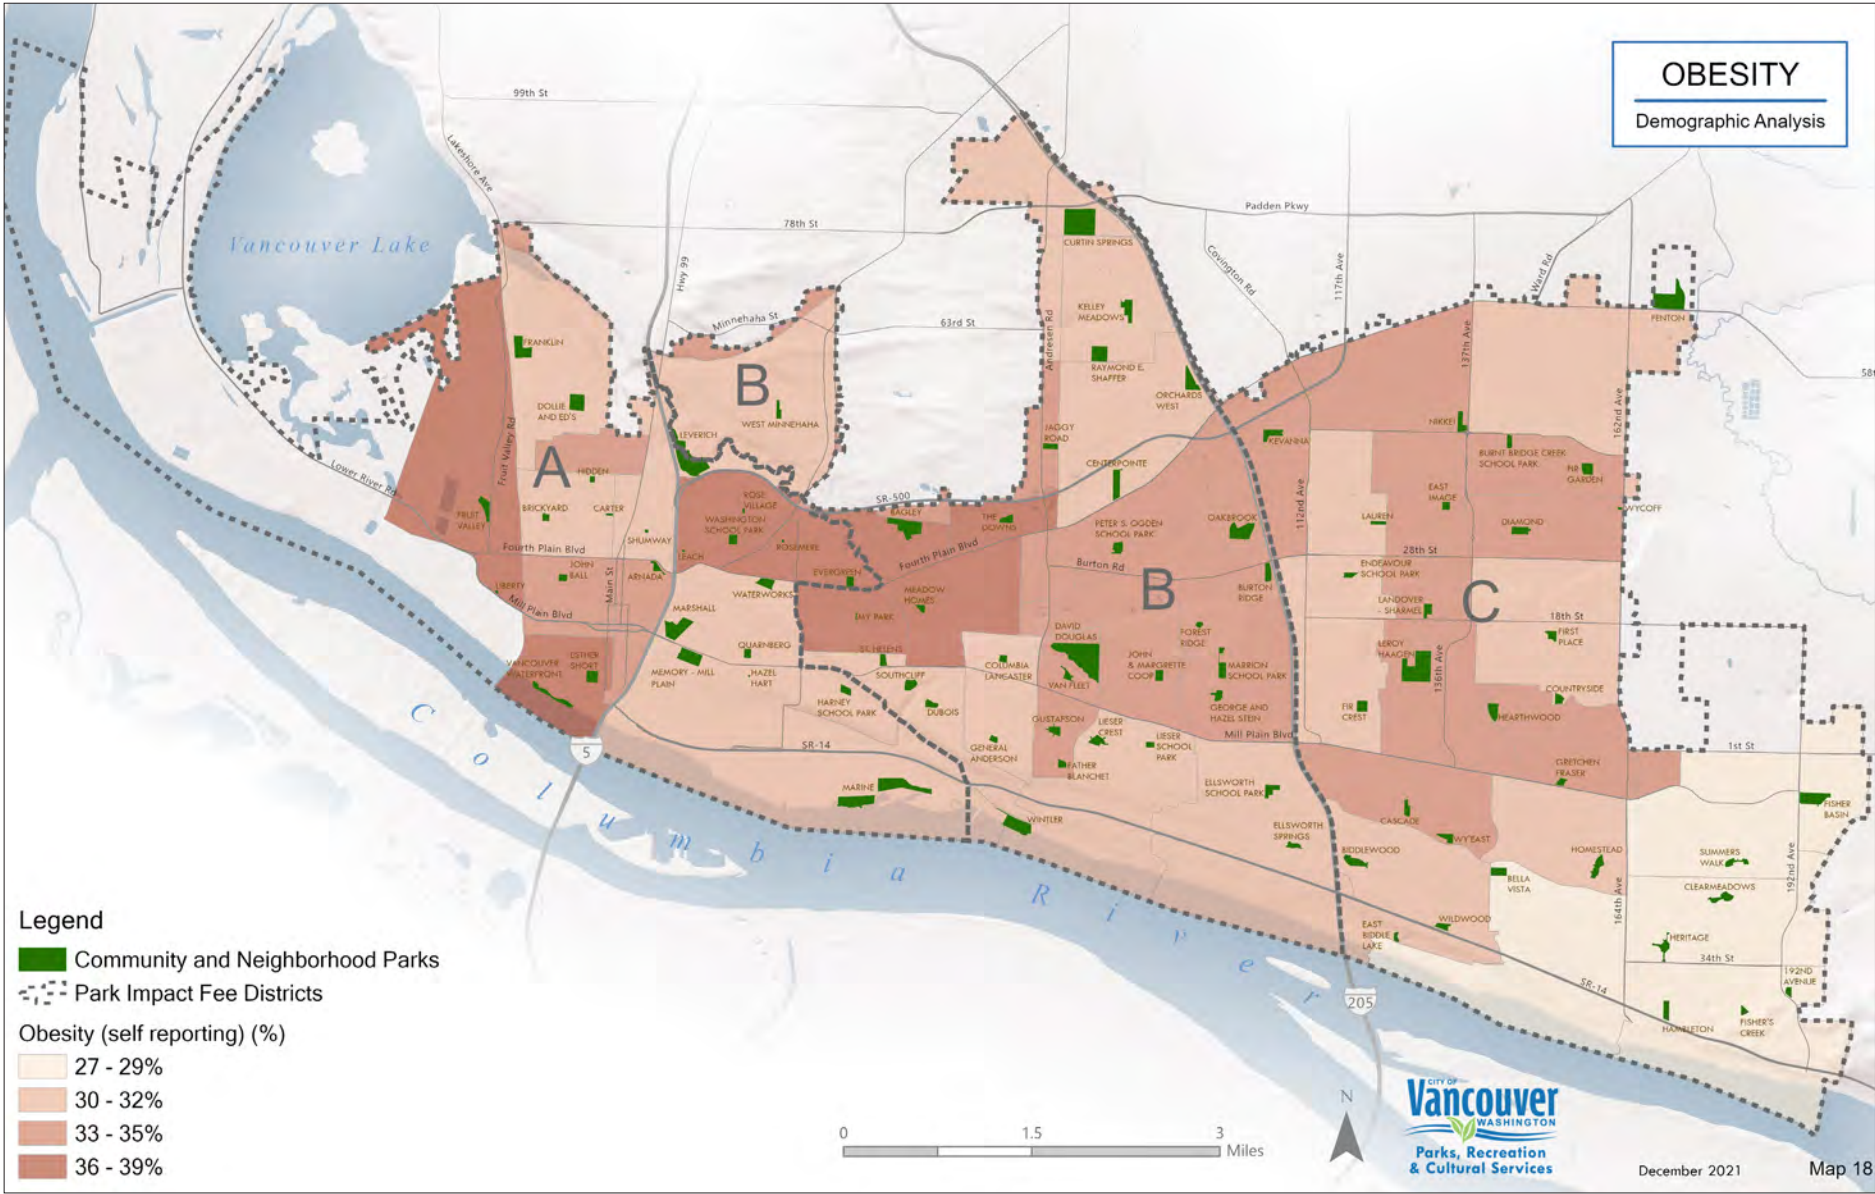 OBESITY
Demographic Analysis
99th St
Lakeshore Ave
Vancouver Lake
78th St
Hwy 99
Padden Pkwy
Covington Rd
117th Ave
Ward Rd
CURTIN SPRINGS
Minnehaha St
63rd St
Andresen Rd
KELLEY
MEADOWS
RAYMOND E.
SHAFFER
ORCHARDS
WEST
137th Ave
FENTON
58t
162nd Ave
FRANKLIN
DOLLIE
AND ED'S
B
WEST MINNEHAHA
LEVERICH
Fruit Valley Rd
A
HIDDEN
BRICKYARD
CARTER
SHUMWAY
FRUIT
VALLEY
Lower River Rd
Fourth Plain Blvd
JOHN
BALL
ARNADA
LEACH
LIBERTY
Mill Plain Blvd
Main St
ROSE
VILLAGE
WASHINGTON
SCHOOL PARK
ROSEMERE
EVERGREEN
SR-500
BAGLEY
THE
DOWNS
Fourth Plain Blvd
JAGGY
ROAD
CENTERPOINTE
PETER S. OGDEN
SCHOOL PARK
OAKBROOK
KEVANNA
112nd Ave
Burton Rd
BURTON
RIDGE
NIKKEI
BURNT BRIDGE CREEK
SCHOOL PARK
FIR
GARDEN
EAST
IMAGE
LAUREN
DIAMOND
WYCOFF
28th St
ENDEAVOUR
SCHOOL PARK
LANDOVER
- SHARMEL
C
18th St
FIRST
PLACE
LEROY
HAAGEN
136th Ave
COUNTRYSIDE
HEARTHWOOD
FIR
CREST
WATERWORKS
MARSHALL
MEADOW
HOMES
DAY PARK
QUARNBERG
ST. HELENS
MEMORY - MILL
PLAIN
HAZEL
HART
VANCOUVER
WATERFRONT
ESTHER
SHORT
HARNEY
SCHOOL PARK
SOUTHCLIFF
DUBOIS
COLUMBIA
LANCASTER
B
DAVID
DOUGLAS
VAN FLEET
JOHN
& MARGRETTE
COOP
FOREST
RIDGE
MARRION
SCHOOL PARK
GEORGE AND
HAZEL STEIN
Mill Plain Blvd
GUSTAFSON
LIESER
CREST
LIESER
SCHOOL
PARK
GENERAL
ANDERSON
FATHER
BLANCHET
ELLSWORTH
SCHOOL PARK
ELLSWORTH
SPRINGS
SR-14
5
MARINE
WINTLER
1st St
GRETCHEN
FRASER
CASCADE
WY'EAST
BIDDLEWOOD
BELLA
VISTA
HOMESTEAD
SUMMERS
WALK
CLEARMEADOWS
FISHER
BASIN
192nd Ave
164th Ave
WILDWOOD
EAST
BIDDLE
LAKE
HERITAGE
34th St
192ND
AVENUE
SR-14
HAMBLETON
FISHER'S
CREEK
205
Columbia River
Legend
Community and Neighborhood Parks
Park Impact Fee Districts
Obesity (self reporting) (%)
27 - 29%
30 - 32%
33 - 35%
36 - 39%
0 1.5 3
Miles
N
CITY OF
Vancouver
WASHINGTON
Parks, Recreation
& Cultural Services
December 2021
Map 18